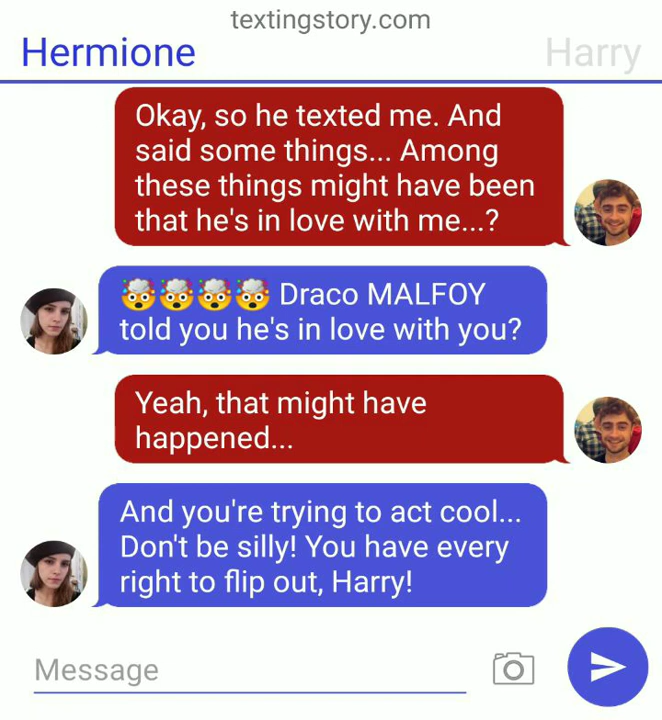 textingstory.com
Hermione
Harry
Okay, so he texted me. And
said some things... Among
these things might have been
that he's in love with me...?
🤯🤯🤯🤯 Draco MALFOY
told you he's in love with you?
Yeah, that might have
happened...
And you're trying to act cool...
Don't be silly! You have every
right to flip out, Harry!
Message